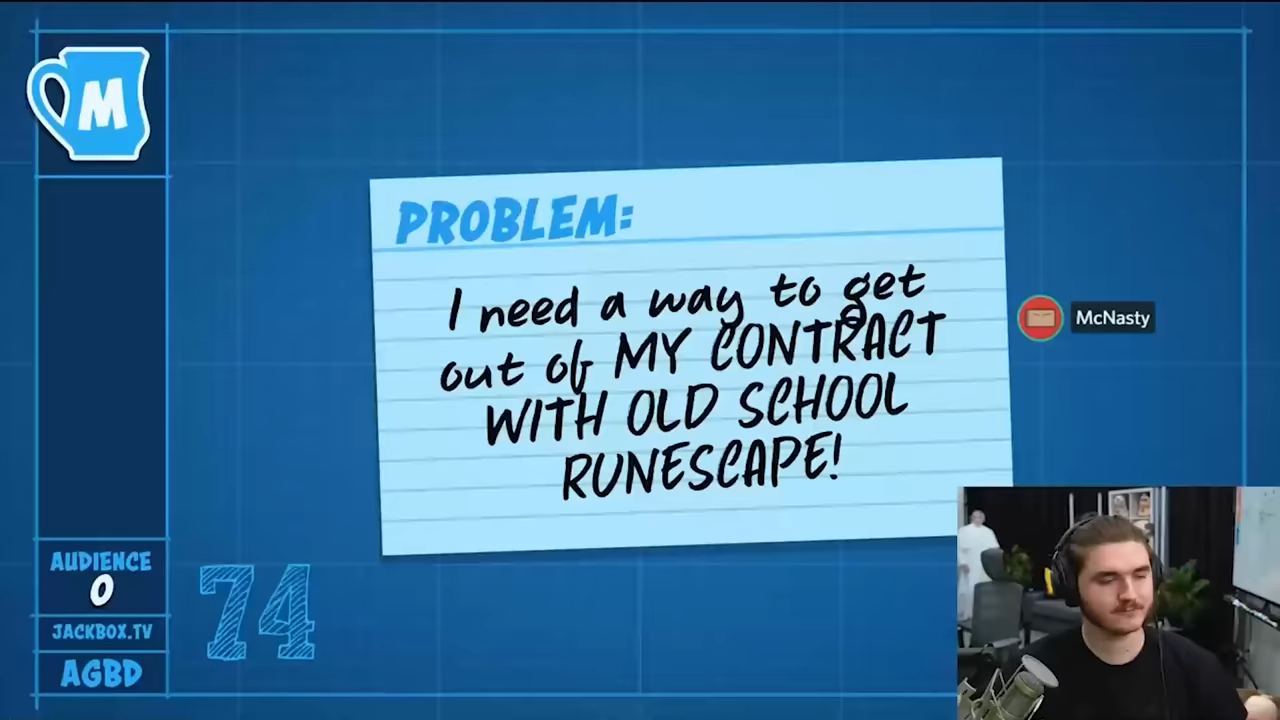 M
PROBLEM:
I need a way to get
out of MY CONTRACT
WITH OLD SCHOOL
RUNESCAPE!
McNasty
AUDIENCE
0
JACKBOX.TV
AGBD
74